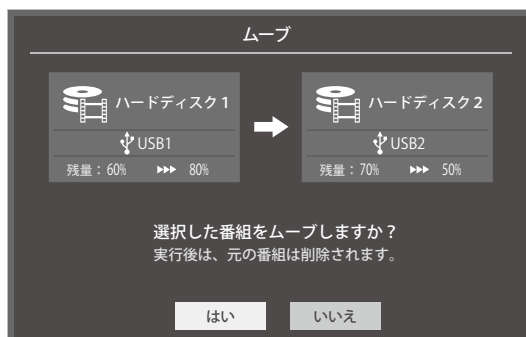 ムーブ
ハードディスク1
USB1
残量：60% ▸▸▸ 80%
ハードディスク2
USB2
残量：70% ▸▸▸ 50%
選択した番組をムーブしますか？
実行後は、元の番組は削除されます。
はい
いいえ